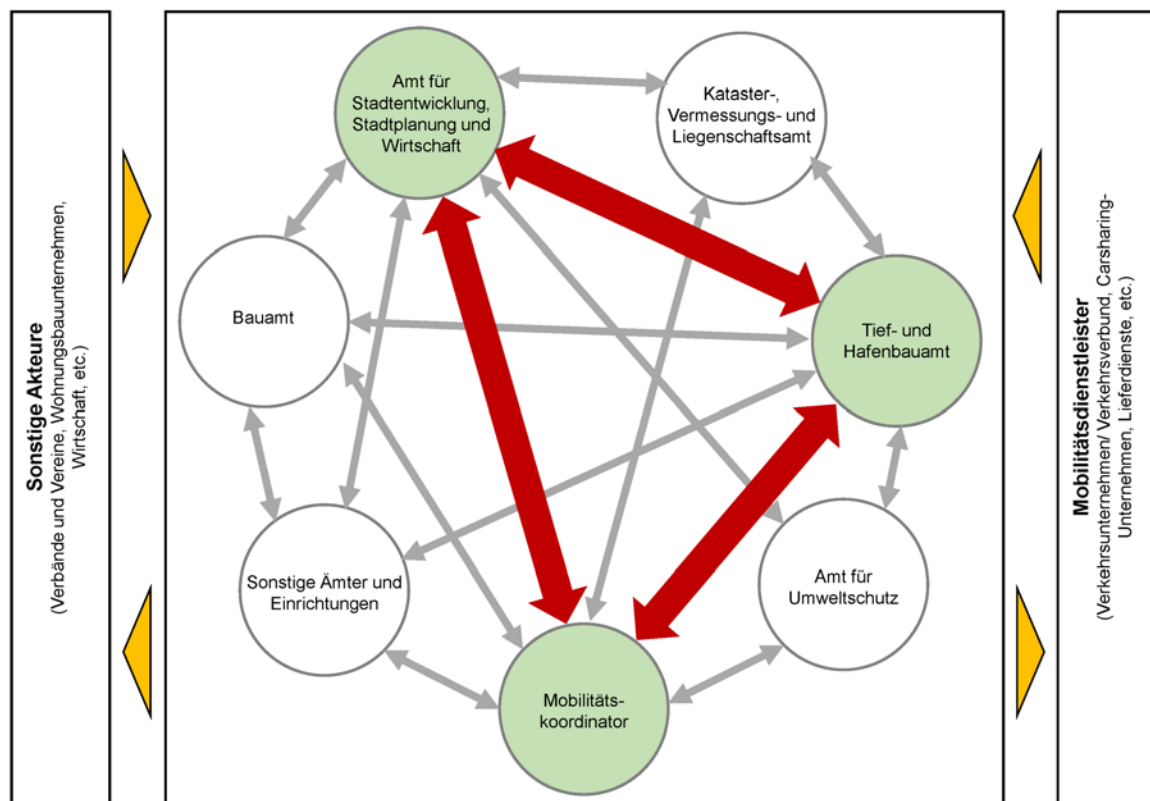 Sonstige Akteure
(Verbände und Vereine, Wohnungsbauunternehmen,
Wirtschaft, etc.)
Amt für
Stadtentwicklung,
Stadtplanung und
Wirtschaft
Kataster-,
Vermessungs- und
Liegenschaftsamt
Bauamt
Tief- und
Hafenbauamt
Sonstige Ämter und
Einrichtungen
Amt für
Umweltschutz
Mobilitäts-
koordinator
Mobilitätsdienstleister
(Verkehrsunternehmen/ Verkehrsverbund, Carsharing-
Unternehmen, Lieferdienste, etc.)